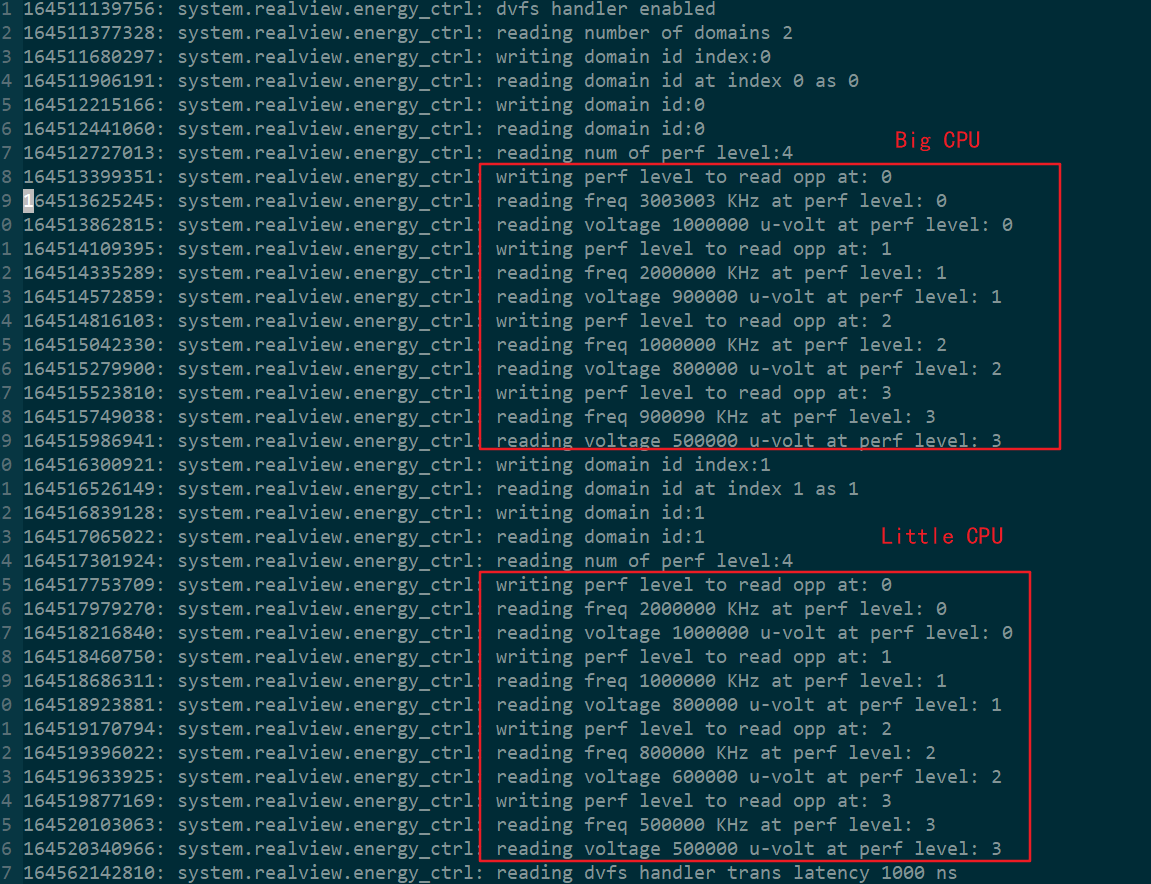 1 164511139756: system.realview.energy_ctrl: dvfs handler enabled
2 164511377328: system.realview.energy_ctrl: reading number of domains 2
3 164511680297: system.realview.energy_ctrl: writing domain id index:0
4 164511906191: system.realview.energy_ctrl: reading domain id at index 0 as 0
5 164512215166: system.realview.energy_ctrl: writing domain id:0
6 164512441060: system.realview.energy_ctrl: reading domain id:0
Big CPU
7 164512727013: system.realview.energy_ctrl: reading num of perf level:4
8 164513399351: system.realview.energy_ctrl: writing perf level to read opp at: 0
9 164513625245: system.realview.energy_ctrl: reading freq 3003003 KHz at perf level: 0
0 164513862815: system.realview.energy_ctrl: reading voltage 1000000 u-volt at perf level: 0
1 164514109395: system.realview.energy_ctrl: writing perf level to read opp at: 1
2 164514335289: system.realview.energy_ctrl: reading freq 2000000 KHz at perf level: 1
3 164514572859: system.realview.energy_ctrl: reading voltage 900000 u-volt at perf level: 1
4 164514816103: system.realview.energy_ctrl: writing perf level to read opp at: 2
5 164515042330: system.realview.energy_ctrl: reading freq 1000000 KHz at perf level: 2
6 164515279900: system.realview.energy_ctrl: reading voltage 800000 u-volt at perf level: 2
7 164515523810: system.realview.energy_ctrl: writing perf level to read opp at: 3
8 164515749038: system.realview.energy_ctrl: reading freq 900090 KHz at perf level: 3
9 164515986941: system.realview.energy_ctrl: reading voltage 500000 u-volt at perf level: 3
0 164516300921: system.realview.energy_ctrl: writing domain id index:1
1 164516526149: system.realview.energy_ctrl: reading domain id at index 1 as 1
2 164516839128: system.realview.energy_ctrl: writing domain id:1
3 164517065022: system.realview.energy_ctrl: reading domain id:1
Little CPU
4 164517301924: system.realview.energy_ctrl: reading num of perf level:4
5 164517753709: system.realview.energy_ctrl: writing perf level to read opp at: 0
6 164517979270: system.realview.energy_ctrl: reading freq 2000000 KHz at perf level: 0
7 164518216840: system.realview.energy_ctrl: reading voltage 1000000 u-volt at perf level: 0
8 164518460750: system.realview.energy_ctrl: writing perf level to read opp at: 1
9 164518686311: system.realview.energy_ctrl: reading freq 1000000 KHz at perf level: 1
0 164518923881: system.realview.energy_ctrl: reading voltage 800000 u-volt at perf level: 1
1 164519170794: system.realview.energy_ctrl: writing perf level to read opp at: 2
2 164519396022: system.realview.energy_ctrl: reading freq 800000 KHz at perf level: 2
3 164519633925: system.realview.energy_ctrl: reading voltage 600000 u-volt at perf level: 2
4 164519877169: system.realview.energy_ctrl: writing perf level to read opp at: 3
5 164520103063: system.realview.energy_ctrl: reading freq 500000 KHz at perf level: 3
6 164520340966: system.realview.energy_ctrl: reading voltage 500000 u-volt at perf level: 3
7 164562142810: system.realview.energy_ctrl: reading dvfs handler trans latency 1000 ns